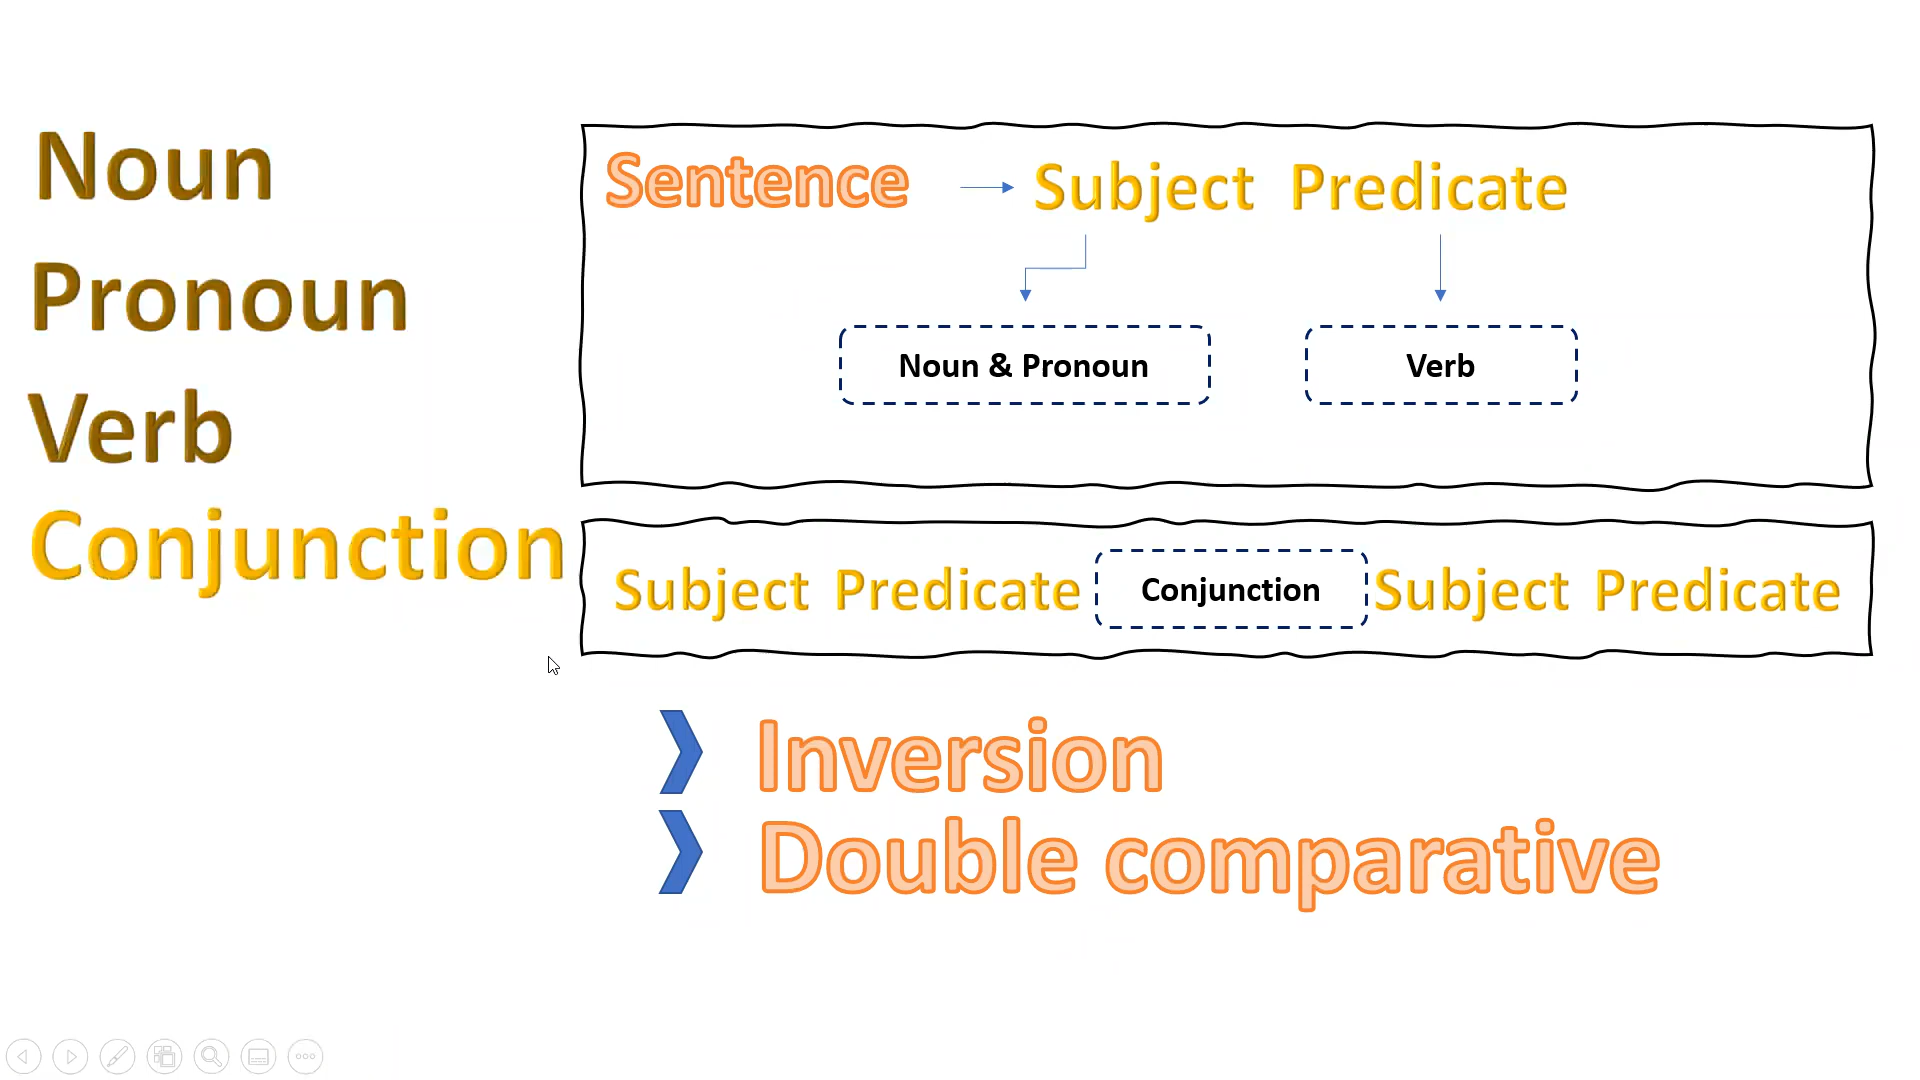 Noun
Pronoun
Verb
Conjunction
Sentence Subject Predicate
Noun & Pronoun Verb
Subject Predicate Conjunction Subject Predicate
Inversion
Double comparative